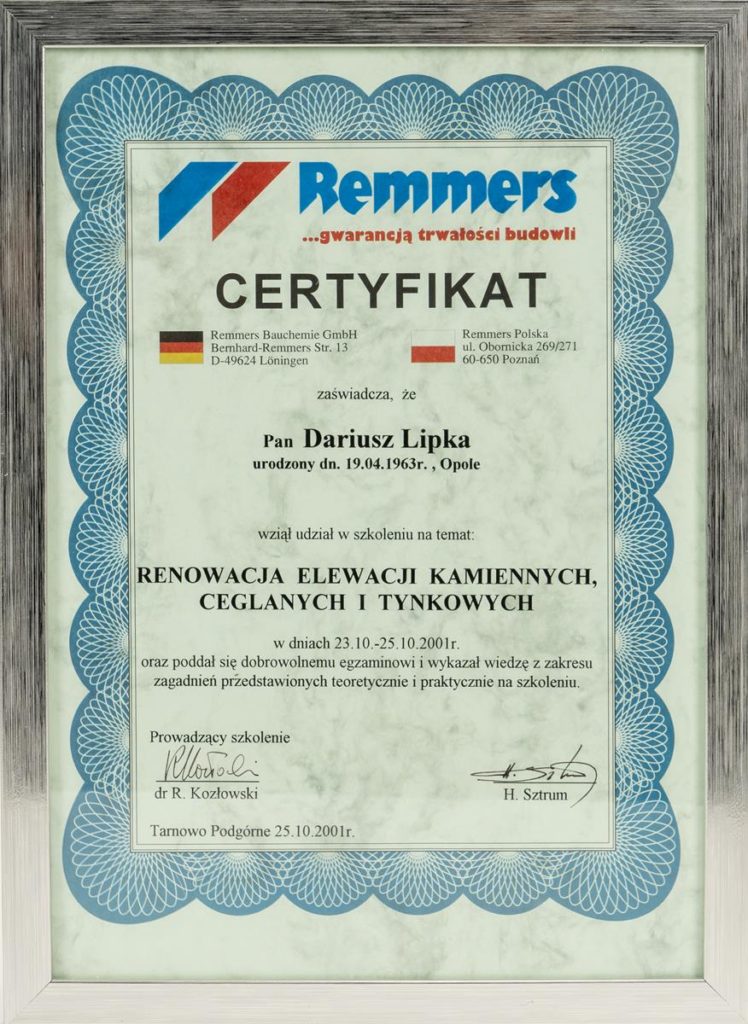 Remmers
...gwarancją trwałości budowli
CERTYFIKAT
Remmers Bauchemie GmbH
Bernhard-Remmers Str. 13
D-49624 Löningen
Remmers Polska
ul. Obornicka 269/271
60-650 Poznań
zaświadcza, że
Pan Dariusz Lipka
urodzony dn. 19.04.1963r. , Opole
wziął udział w szkoleniu na temat:
RENOWACJA ELEWACJI KAMIENNYCH,
CEGLANYCH I TYNKOWYCH
w dniach 23.10.-25.10.2001r.
oraz poddał się dobrowolnemu egzaminowi i wykazał wiedzę z zakresu
zagadnień przedstawionych teoretycznie i praktycznie na szkoleniu.
Prowadzący szkolenie
dr R. Kozłowski
H. Sztrum
Tarnowo Podgórne 25.10.2001r.